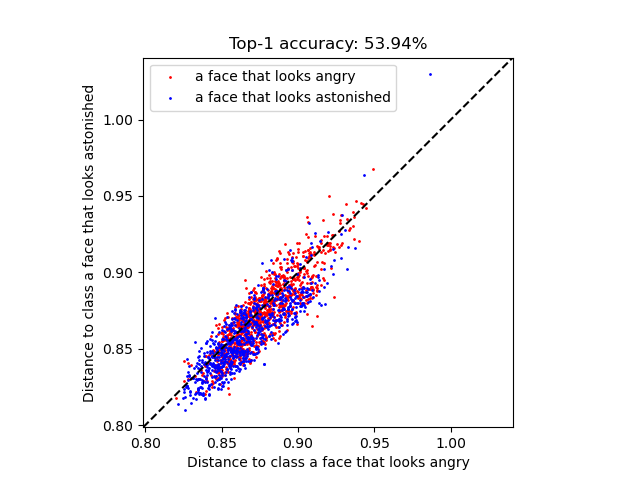 Top-1 accuracy: 53.94%
a face that looks angry
a face that looks astonished
Distance to class a face that looks astonished
1.00
0.95
0.90
0.85
0.80
0.80 0.85 0.90 0.95 1.00
Distance to class a face that looks angry